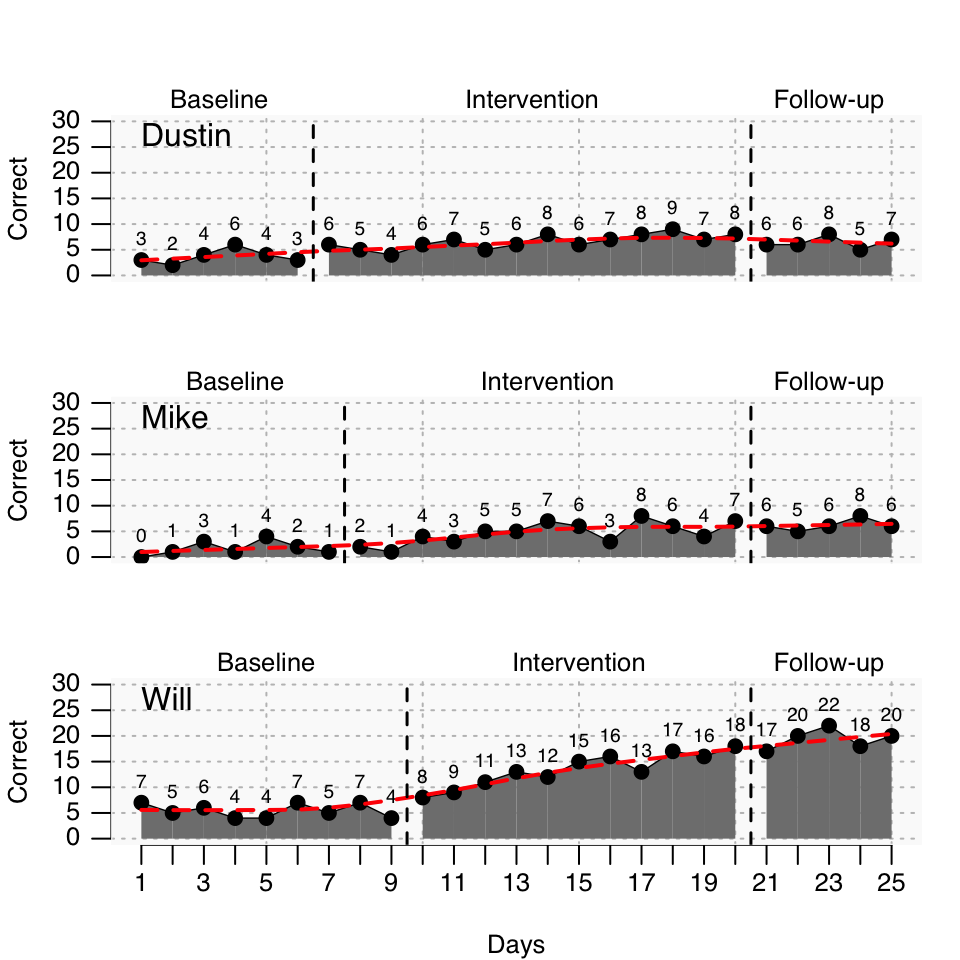 Baseline Intervention Follow-up
Dustin
Correct
30
25
20
15
10
5
0
3 2 4 6 4 3 6 5 4 6 7 5 6 8 6 7 8 9 7 8 6 6 8 5 7
Baseline Intervention Follow-up
Mike
Correct
30
25
20
15
10
5
0
0 1 3 1 4 2 1 2 1 4 3 5 5 7 6 3 8 6 4 7 6 5 6 8 6
Baseline Intervention Follow-up
Will
Correct
30
25
20
15
10
5
0
7 5 6 4 4 7 5 7 4 8 9 11 13 12 15 16 13 17 16 18 17 20 22 18 20
1 3 5 7 9 11 13 15 17 19 21 23 25
Days